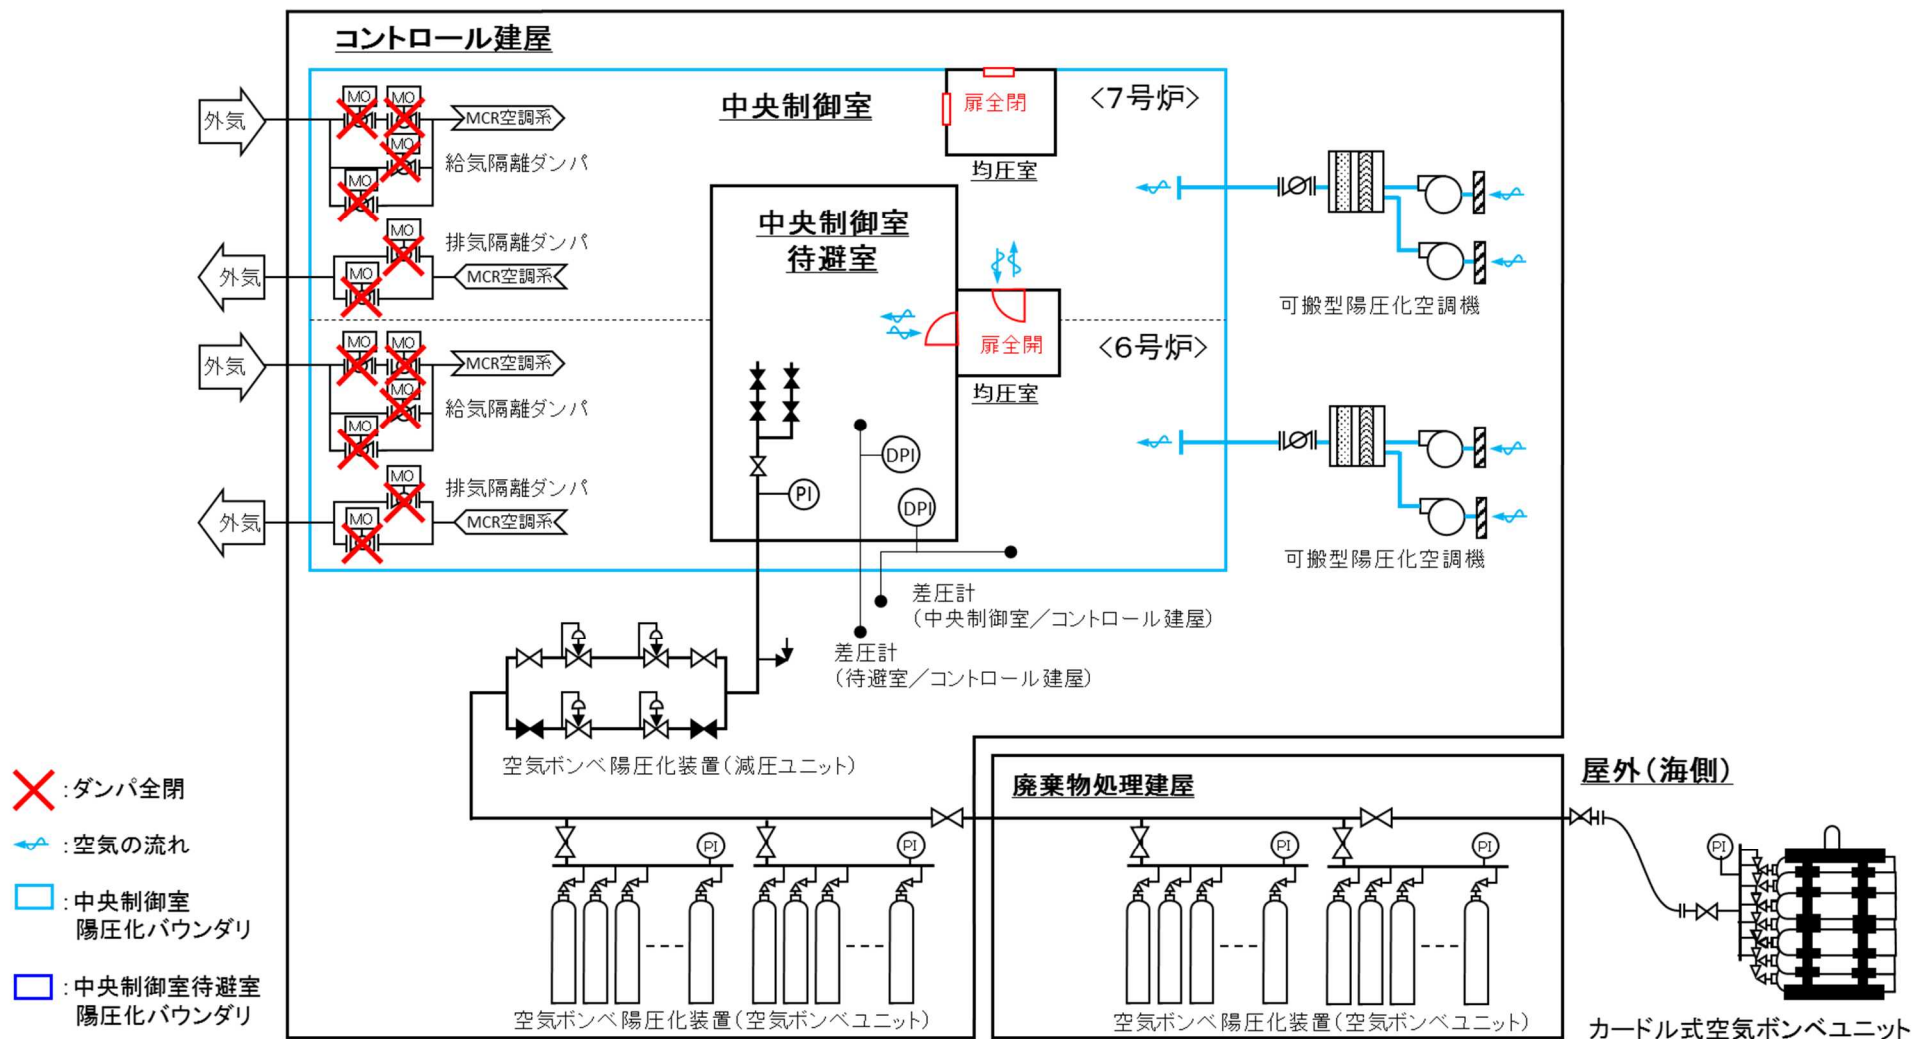 コントロール建屋
外気
MO
MO
MCR空調系
MO
給気隔離ダンパ
MO
MO
排気隔離ダンパ
外気
MO
MCR空調系
外気
MO
MO
MCR空調系
MO
給気隔離ダンパ
MO
MO
排気隔離ダンパ
外気
MO
MCR空調系
中央制御室
扉全閉
均圧室
<7号炉>
中央制御室
待避室
扉全開
均圧室
<6号炉>
可搬型陽圧化空調機
可搬型陽圧化空調機
DPI
PI
DPI
差圧計
(中央制御室/コントロール建屋)
差圧計
(待避室/コントロール建屋)
空気ボンベ陽圧化装置(減圧ユニット)
PI
PI
空気ボンベ陽圧化装置(空気ボンベユニット)
廃棄物処理建屋
PI
PI
空気ボンベ陽圧化装置(空気ボンベユニット)
屋外(海側)
PI
カードル式空気ボンベユニット
:ダンパ全閉
:空気の流れ
:中央制御室
陽圧化バウンダリ
:中央制御室待避室
陽圧化バウンダリ